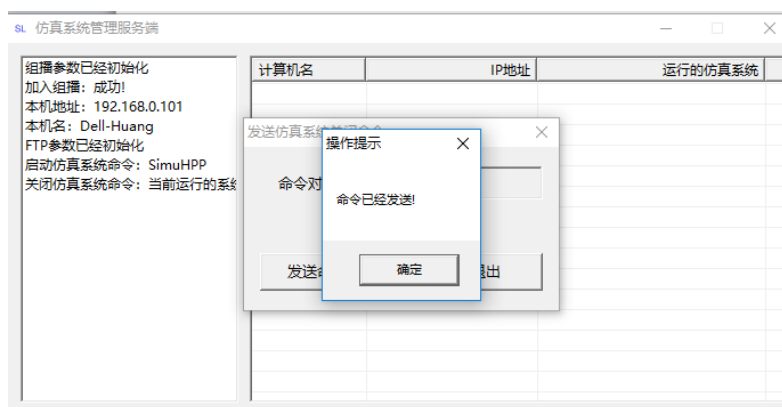 SL 仿真系统管理服务端
组播参数已经初始化
加入组播：成功!
本机地址：192.168.0.101
本机名：Dell-Huang
FTP参数已经初始化
启动仿真系统命令：SimuHPP
关闭仿真系统命令：当前运行的系统
计算机名 IP地址 运行的仿真系统
发送仿真系统
操作提示
命令对
命令已经发送!
发送 确定 退出